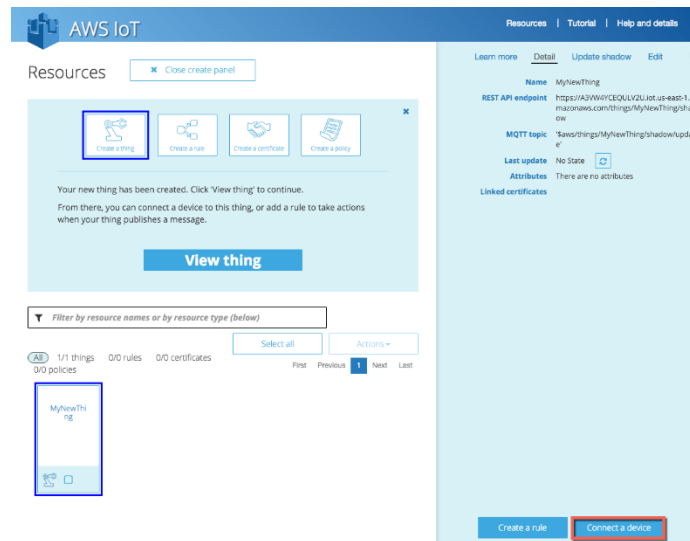 AWS IoT
Resources | Tutorial | Help and details
Resources
✖ Close create panel
Create a thing
Create a rule
Create a certificate
Create a policy
Your new thing has been created. Click 'View thing' to continue.
From there, you can connect a device to this thing, or add a rule to take actions
when your thing publishes a message.
View thing
Filter by resource names or by resource type (below)
Select all
Actions
All 1/1 things 0/0 rules 0/0 certificates
0/0 policies
First Previous 1 Next Last
MyNewThi
ng
Learn more Detail Update shadow Edit
Name MyNewThing
REST API endpoint https://A3VW4YCEQULV2U.iot.us-east-1.
mazonaws.com/things/MyNewThing/sha
ow
MQTT topic '$aws/things/MyNewThing/shadow/upda
e'
Last update No State
Attributes There are no attributes
Linked certificates
Create a rule
Connect a device